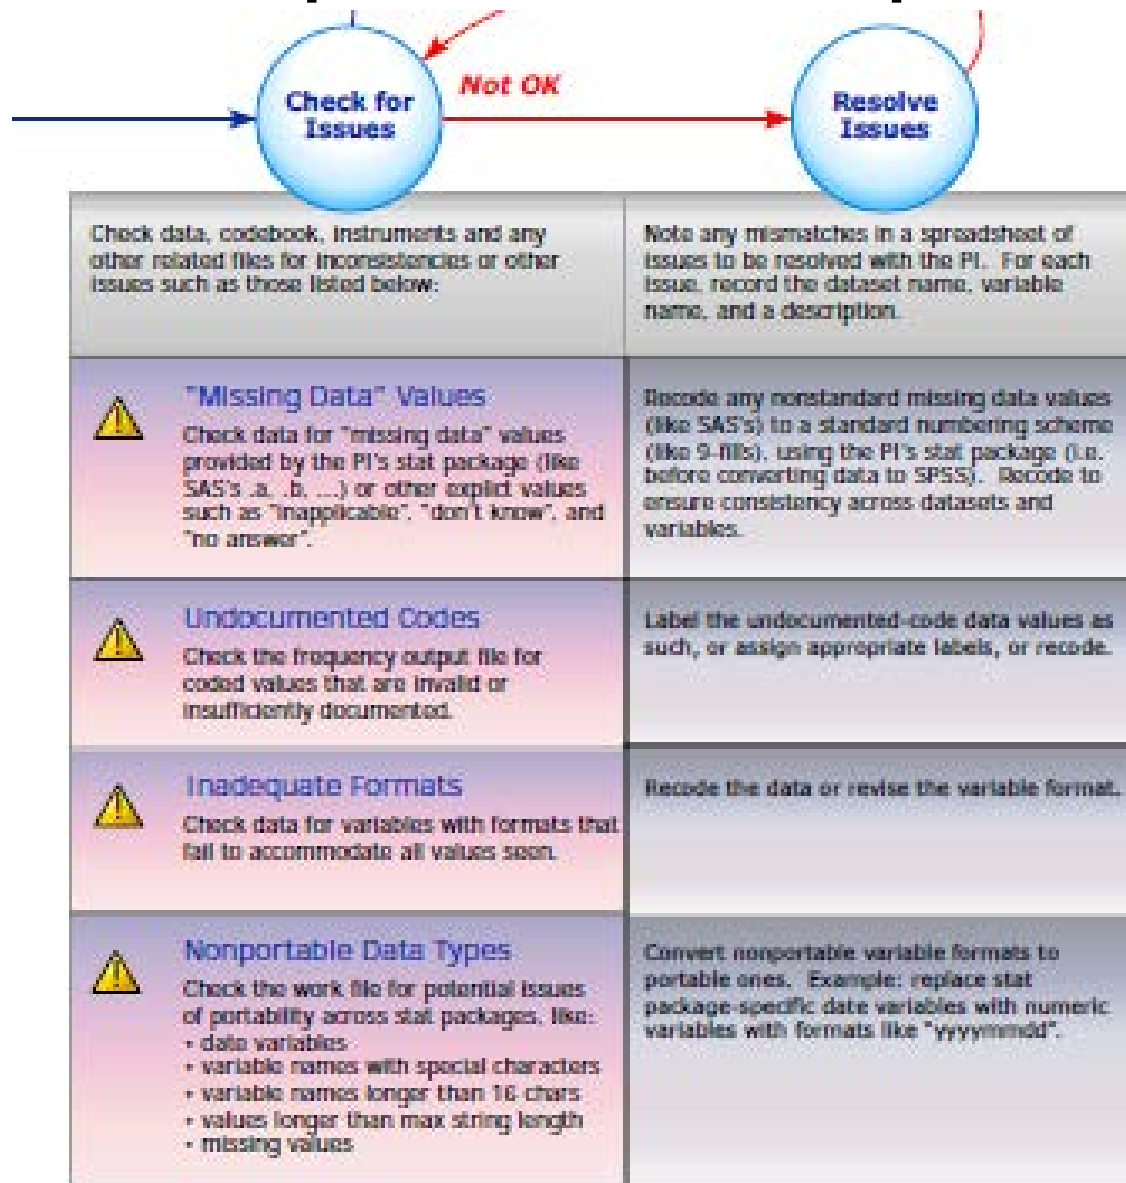 Check for
Issues
Not OK
Resolve
Issues
Check data, codebook, instruments and any
other related files for inconsistencies or other
issues such as those listed below:
Note any mismatches in a spreadsheet of
issues to be resolved with the PI.  For each
issue, record the dataset name, variable
name, and a description.
"Missing Data" Values
Check data for "missing data" values
provided by the PI's stat package (like
SAS's .a, .b, ...) or other explict values
such as "inapplicable", "don't know", and
"no answer".
Recode any nonstandard missing data values
(like SAS's) to a standard numbering scheme
(like 9-fills), using the PI's stat package (i.e.
before converting data to SPSS).  Recode to
ensure consistency across datasets and
variables.
Undocumented Codes
Check the frequency output file for
coded values that are invalid or
insufficiently documented.
Label the undocumented-code data values as
such, or assign appropriate labels, or recode.
Inadequate Formats
Check data for variables with formats that
fail to accommodate all values seen.
Recode the data or revise the variable format.
Nonportable Data Types
Check the work file for potential issues
of portability across stat packages, like:
• date variables
• variable names with special characters
• variable names longer than 16 chars
• values longer than max string length
• missing values
Convert nonportable variable formats to
portable ones.  Example: replace stat
package-specific date variables with numeric
variables with formats like "yyyymmdd".